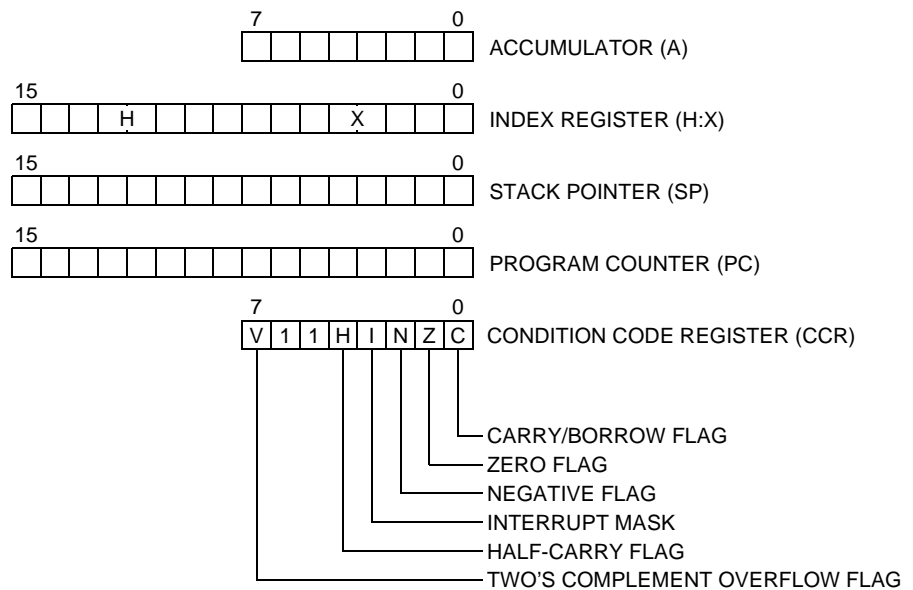 7 0
ACCUMULATOR (A)
15 0
H X INDEX REGISTER (H:X)
15 0
STACK POINTER (SP)
15 0
PROGRAM COUNTER (PC)
7 0
V 1 1 H I N Z C CONDITION CODE REGISTER (CCR)
CARRY/BORROW FLAG
ZERO FLAG
NEGATIVE FLAG
INTERRUPT MASK
HALF-CARRY FLAG
TWO'S COMPLEMENT OVERFLOW FLAG